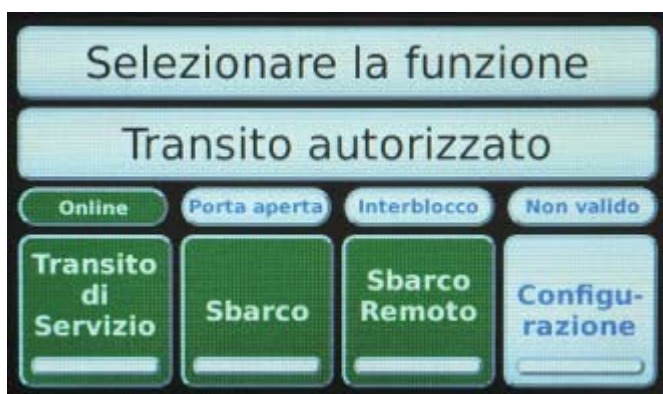 Selezionare la funzione
Transito autorizzato
Online
Porta aperta
Interblocco
Non valido
Transito
di
Servizio
Sbarco
Sbarco
Remoto
Configu-
razione